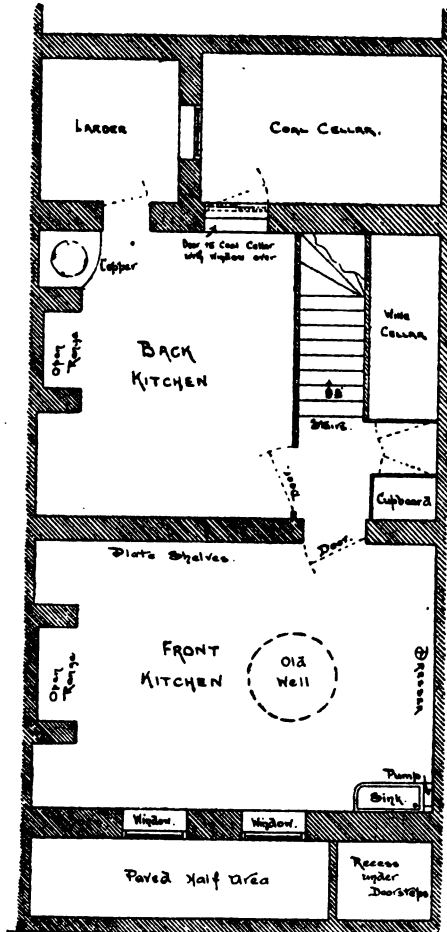 LARDER
COAL CELLAR.
Door to Coal Cellar
with window over
Copper
Open
Range
BACK
KITCHEN
WINE
CELLAR
UP
Stairs.
Door.
Cupboard
Door
Plate Shelves.
Open
Range
FRONT
KITCHEN
Old
Well
DRESSER
Pump
Sink.
Window.
Window.
Paved Half Area
Recess
under
Doorsteps